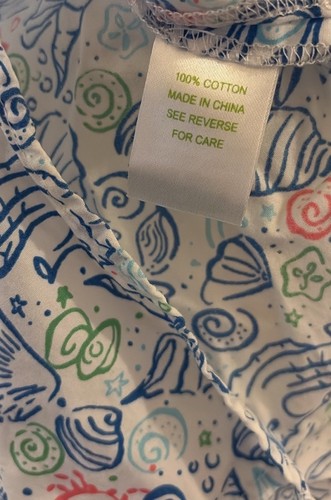 100% COTTON
MADE IN CHINA
SEE REVERSE
FOR CARE